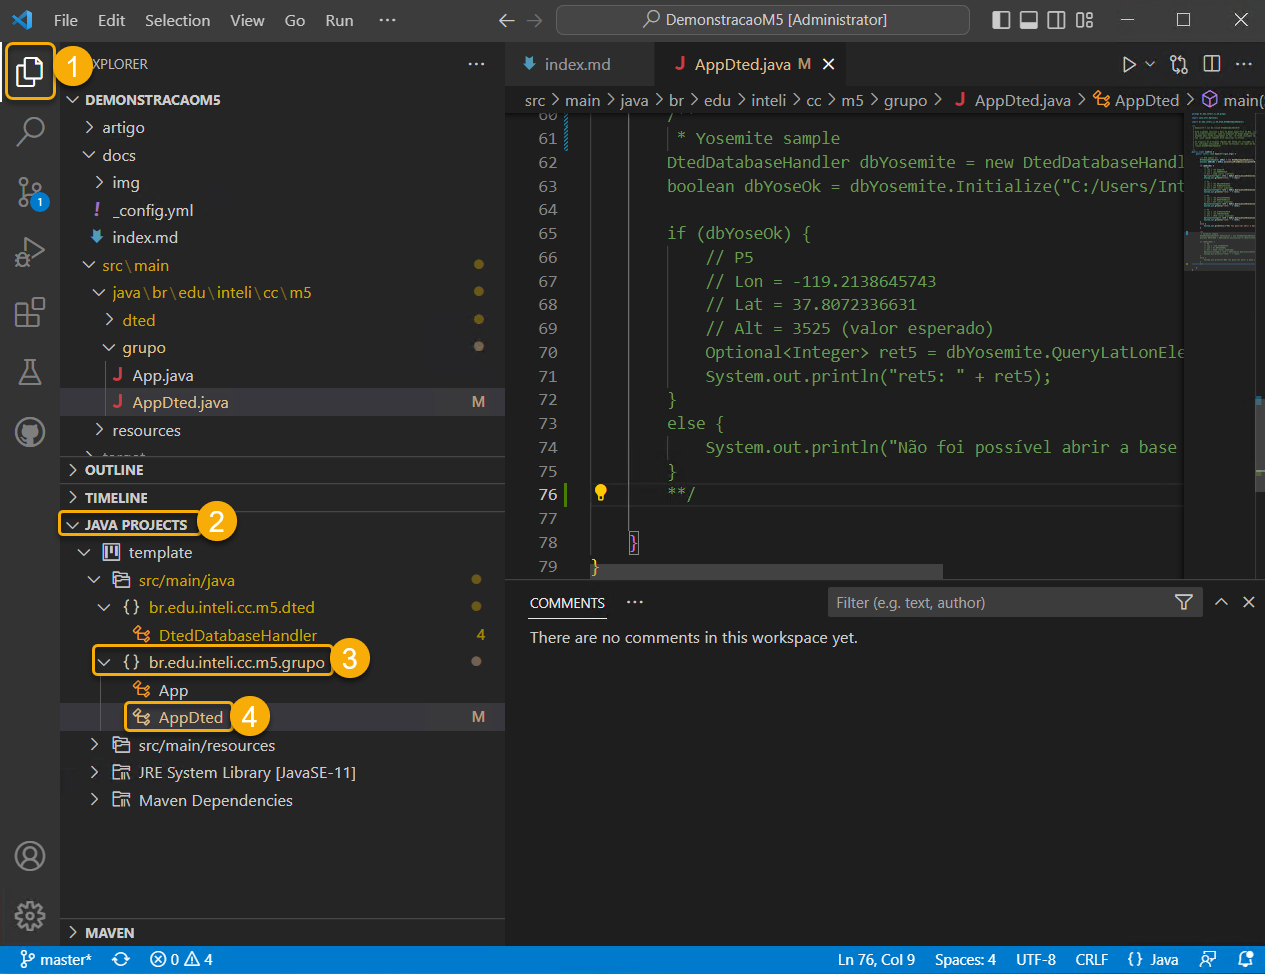 File Edit Selection View Go Run ···
DemonstracaoM5 [Administrator]
1
EXPLORER
DEMONSTRACAOM5
artigo
docs
img
! _config.yml
index.md
src\main
java\br\edu\inteli\cc\m5
dted
grupo
J App.java
J AppDted.java M
resources
OUTLINE
TIMELINE
JAVA PROJECTS 2
template
src/main/java
{} br.edu.inteli.cc.m5.dted
DtedDatabaseHandler 4
{} br.edu.inteli.cc.m5.grupo 3
App
AppDted 4 M
src/main/resources
JRE System Library [JavaSE-11]
Maven Dependencies
MAVEN
1
index.md
J AppDted.java M
src > main > java > br > edu > inteli > cc > m5 > grupo > J AppDted.java > AppDted > main(
60 /**
61 * Yosemite sample
62 DtedDatabaseHandler dbYosemite = new DtedDatabaseHandl
63 boolean dbYoseOk = dbYosemite.Initialize("C:/Users/Int
64
65 if (dbYoseOk) {
66 // P5
67 // Lon = -119.2138645743
68 // Lat = 37.8072336631
69 // Alt = 3525 (valor esperado)
70 Optional<Integer> ret5 = dbYosemite.QueryLatLonEle
71 System.out.println("ret5: " + ret5);
72 }
73 else {
74 System.out.println("Não foi possível abrir a base
75 }
76 **/
77
78 }
79 }
COMMENTS ···
Filter (e.g. text, author)
There are no comments in this workspace yet.
master* 0 4 Ln 76, Col 9 Spaces: 4 UTF-8 CRLF {} Java